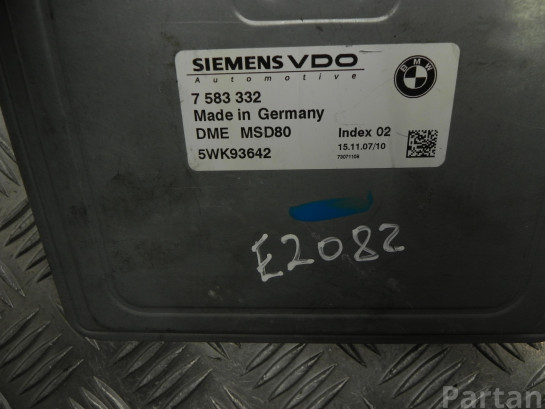 SIEMENS VDO
Automotive
BMW
7 583 332
Made in Germany
DME MSD80
Index 02
5WK93642
15.11.07/10
E2082
Partan